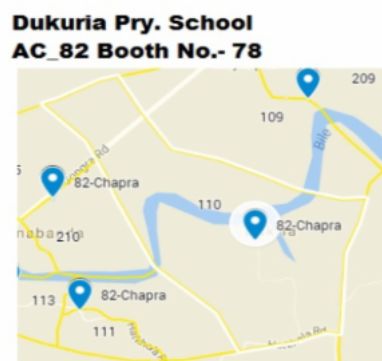 Dukuria Pry. School
AC_82 Booth No.- 78
209
109
Bile
82-Chapra
110
82-Chapra
210
113
82-Chapra
111